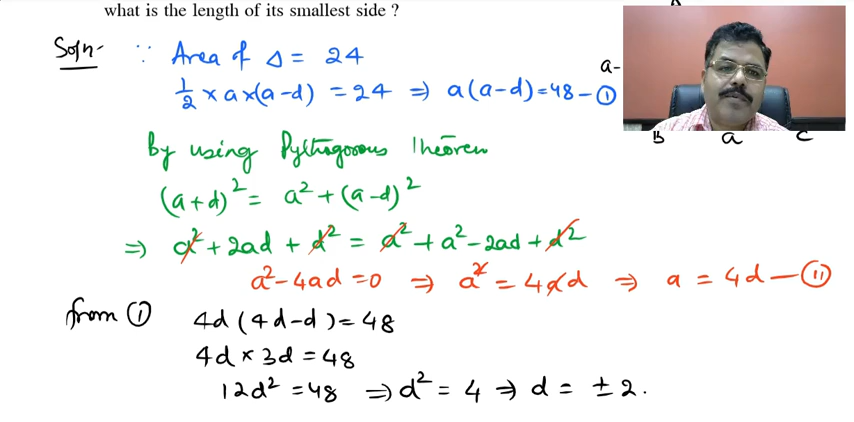 what is the length of its smallest side ?
Soln- ∵ Area of Δ = 24
1/2 × a × (a-d) = 24 ⇒ a(a-d) = 48 - ①
a-
B a C
by using Pythagorous Theorem
(a+d)² = a² + (a-d)²
⇒ a² + 2ad + d² = a² + a² - 2ad + d²
a² - 4ad = 0 ⇒ a² = 4ad ⇒ a = 4d - ⑪
from ① 4d (4d-d) = 48
4d × 3d = 48
12d² = 48 ⇒ d² = 4 ⇒ d = ± 2.